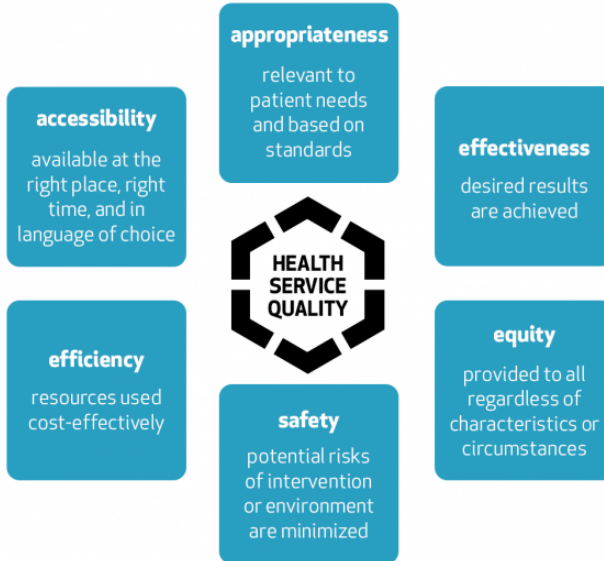 appropriateness
relevant to
patient needs
and based on
standards
accessibility
available at the
right place, right
time, and in
language of choice
effectiveness
desired results
are achieved
HEALTH
SERVICE
QUALITY
efficiency
resources used
cost-effectively
equity
provided to all
regardless of
characteristics or
circumstances
safety
potential risks
of intervention
or environment
are minimized